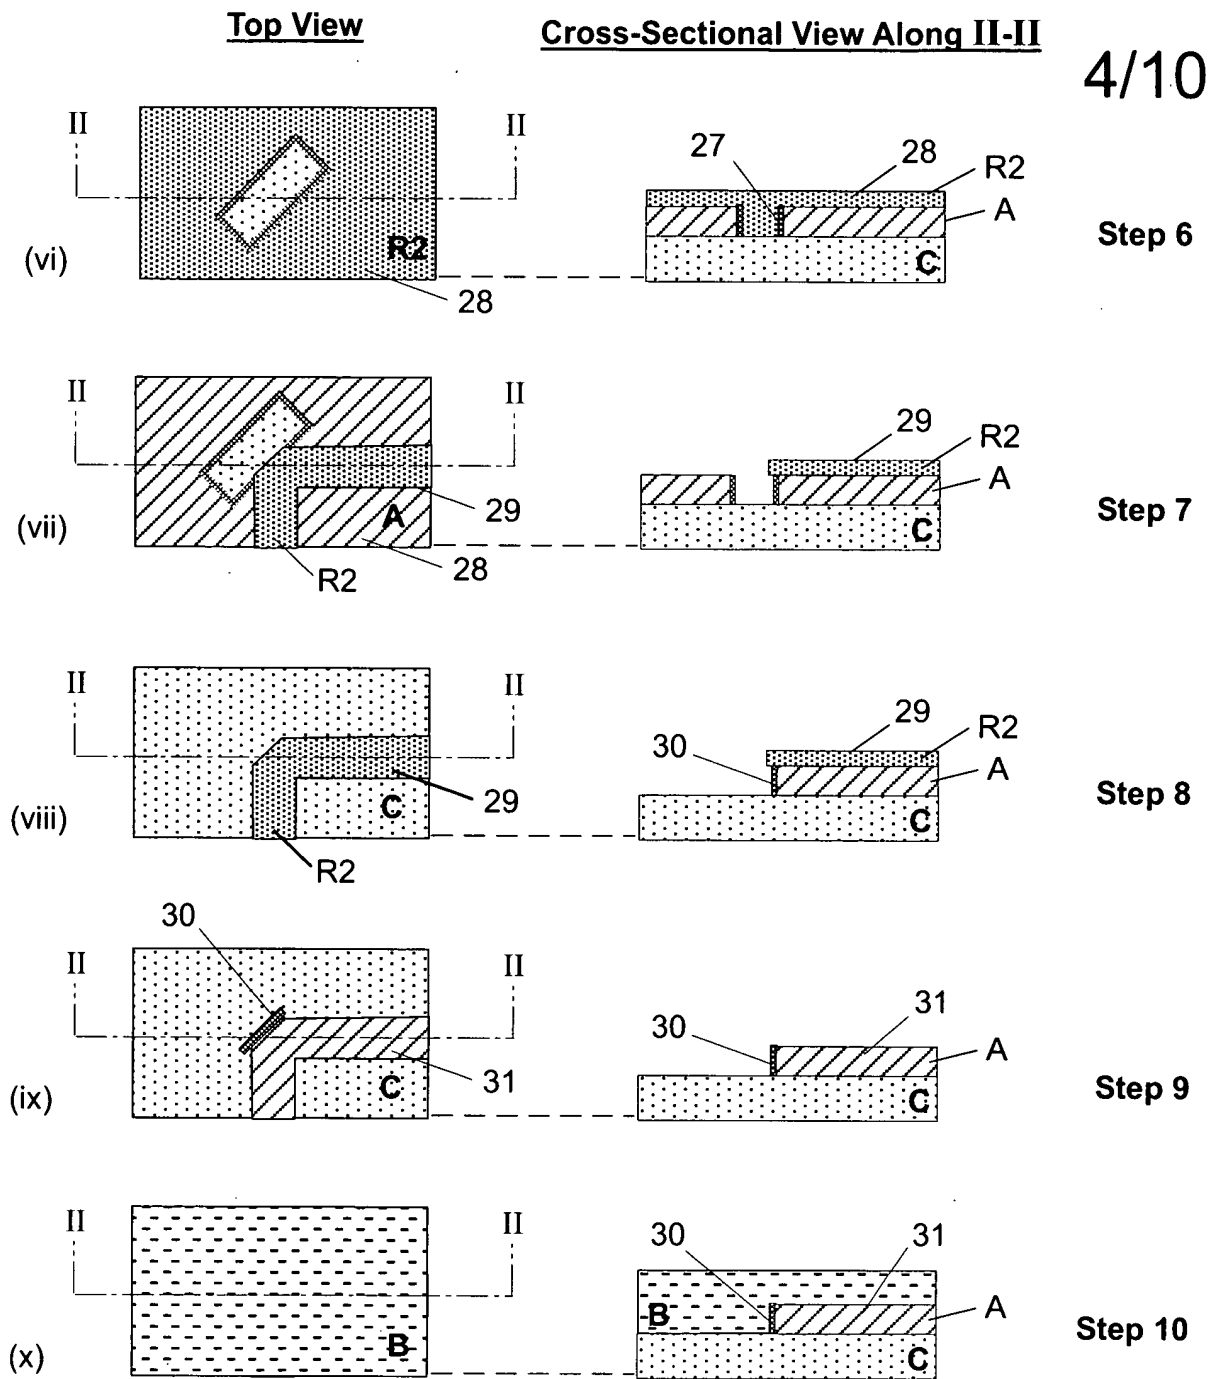 Top View
Cross-Sectional View Along II-II
4/10
II II
27 28 R2 A
R2 C
Step 6
(vi)
28
II II
29 R2 A
A C
Step 7
(vii)
29
28
R2
II II
29 R2 A
30
C C
Step 8
(viii)
29
R2
30
II II
31
30 A
31
C C
Step 9
(ix)
II II
30 31
A
B B
C
Step 10
(x)